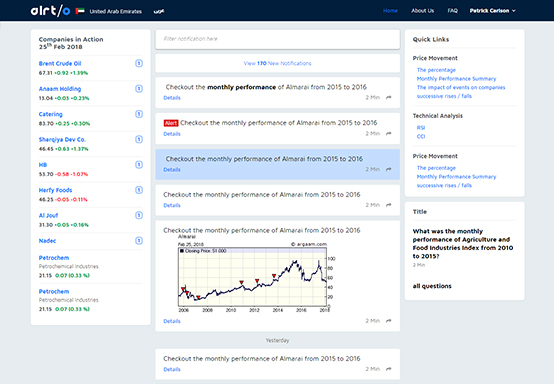 alrt/o
United Arab Emirates
عربي
Home
About Us
FAQ
Patrick Carlson
Companies in Action
25th Feb 2018
Brent Crude Oil
1
67.31 +0.92 +1.39%
Anaam Holding
1
13.04 +0.03 +0.23%
Catering
1
83.70 +0.25 +0.30%
Sharqiya Dev Co.
1
46.45 +0.63 +1.37%
HB
1
53.70 -0.58 -1.07%
Herfy Foods
1
46.25 -0.05 -0.11%
Al Jouf
1
31.30 +0.05 +0.16%
Nadec
1
Petrochem
Petrochemical Industries
21.15 0.07 (0.33 %)
Petrochem
Petrochemical Industries
21.15 0.07 (0.33 %)
Filter notification here
View 170 New Notifications
Checkout the monthly performance of Almarai from 2015 to 2016
Details
2 Min
Alert Checkout the monthly performance of Almarai from 2015 to 2016
Details
2 Min
Checkout the monthly performance of Almarai from 2015 to 2016
Details
2 Min
Checkout the monthly performance of Almarai from 2015 to 2016
Details
2 Min
Checkout the monthly performance of Almarai from 2015 to 2016
Almarai
Feb 25, 2018
© argaam.com
Closing Price: 51.000
100
80
60
40
20
0
2006 2008 2010 2012 2014 2016 2018
Details
2 Min
Yesterday
Checkout the monthly performance of Almarai from 2015 to 2016
Details
2 Min
Quick Links
Price Movement
The percentage
Monthly Performance Summary
The impact of events on companies
successive rises / falls
Technical Analysis
RSI
CCI
Price Movement
The percentage
Monthly Performance Summary
successive rises / falls
Title
What was the monthly
performance of Agriculture and
Food Industries Index from 2010
to 2015?
2 Min
all questions